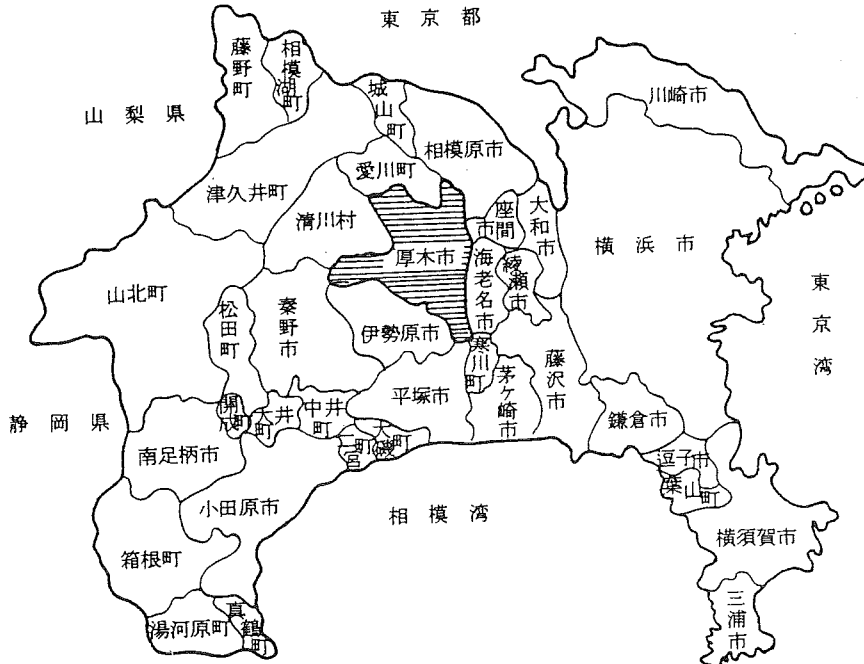 東京都
山梨県
静岡県
東京湾
相模湾
藤野町
相模湖町
城山町
川崎市
相模原市
愛川町
津久井町
清川村
座間市
大和市
横浜市
厚木市
海老名市
綾瀬市
山北町
松田町
秦野市
伊勢原市
寒川町
藤沢市
茅ヶ崎市
平塚市
開成町
大井町
中井町
二宮町
大磯町
鎌倉市
南足柄市
逗子市
葉山町
小田原市
横須賀市
箱根町
三浦市
湯河原町
真鶴町